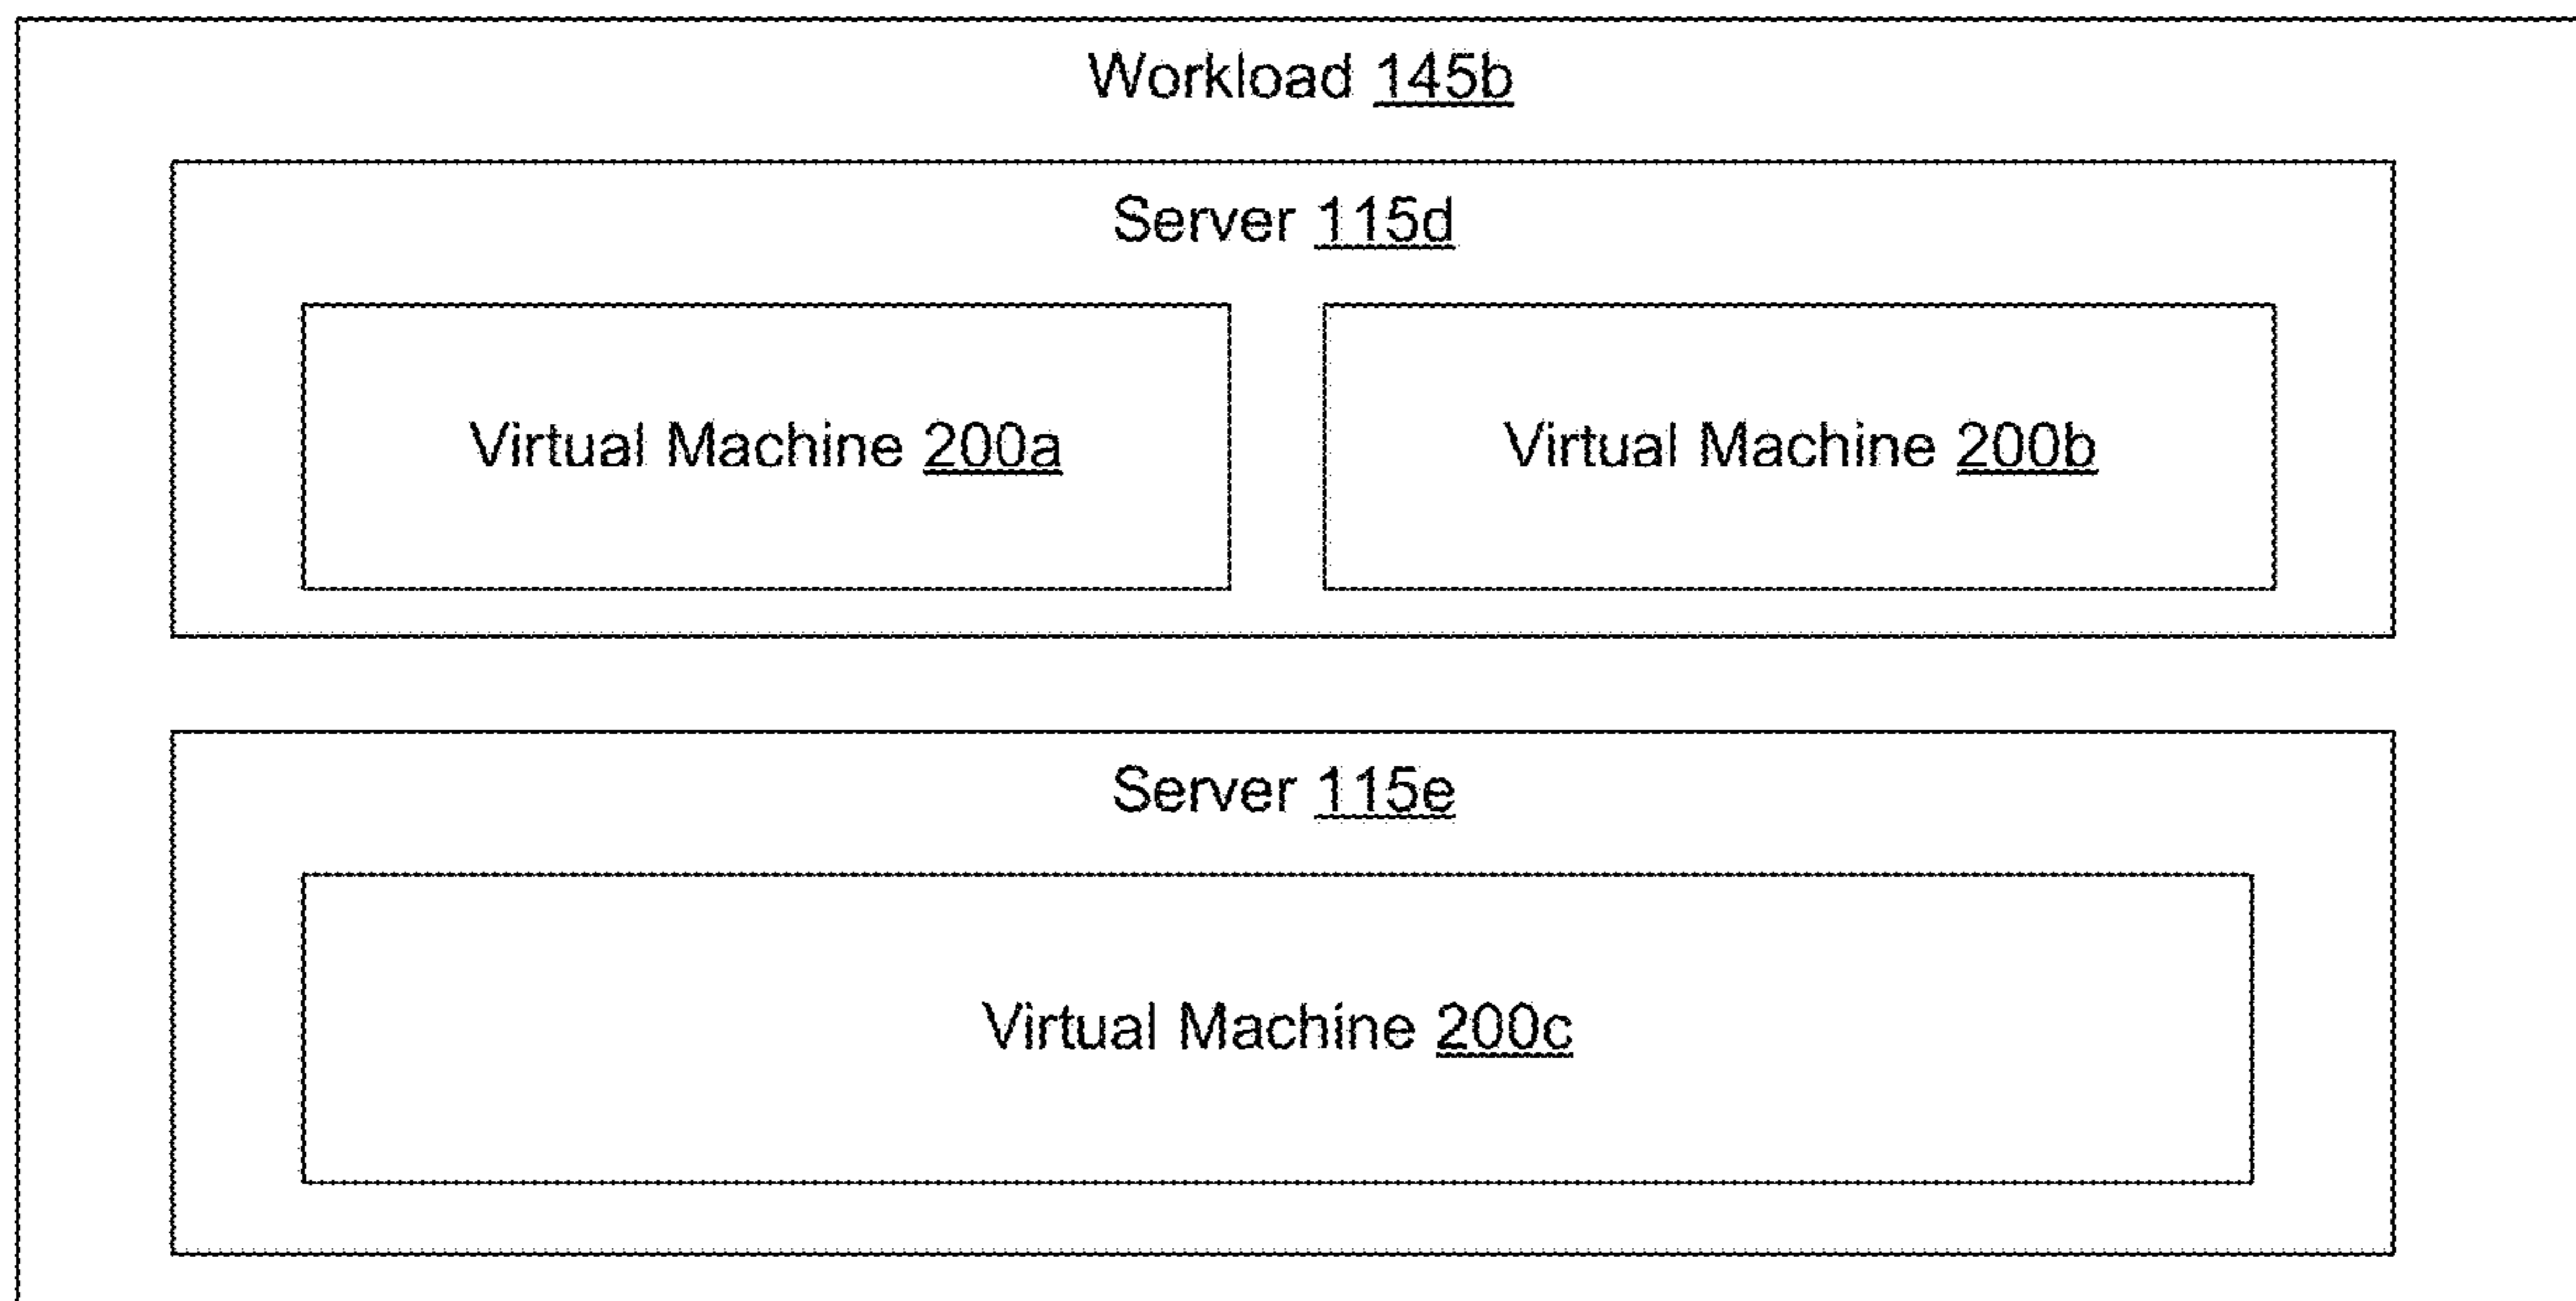 Workload 145b
Server 115d
Virtual Machine 200a
Virtual Machine 200b
Server 115e
Virtual Machine 200c